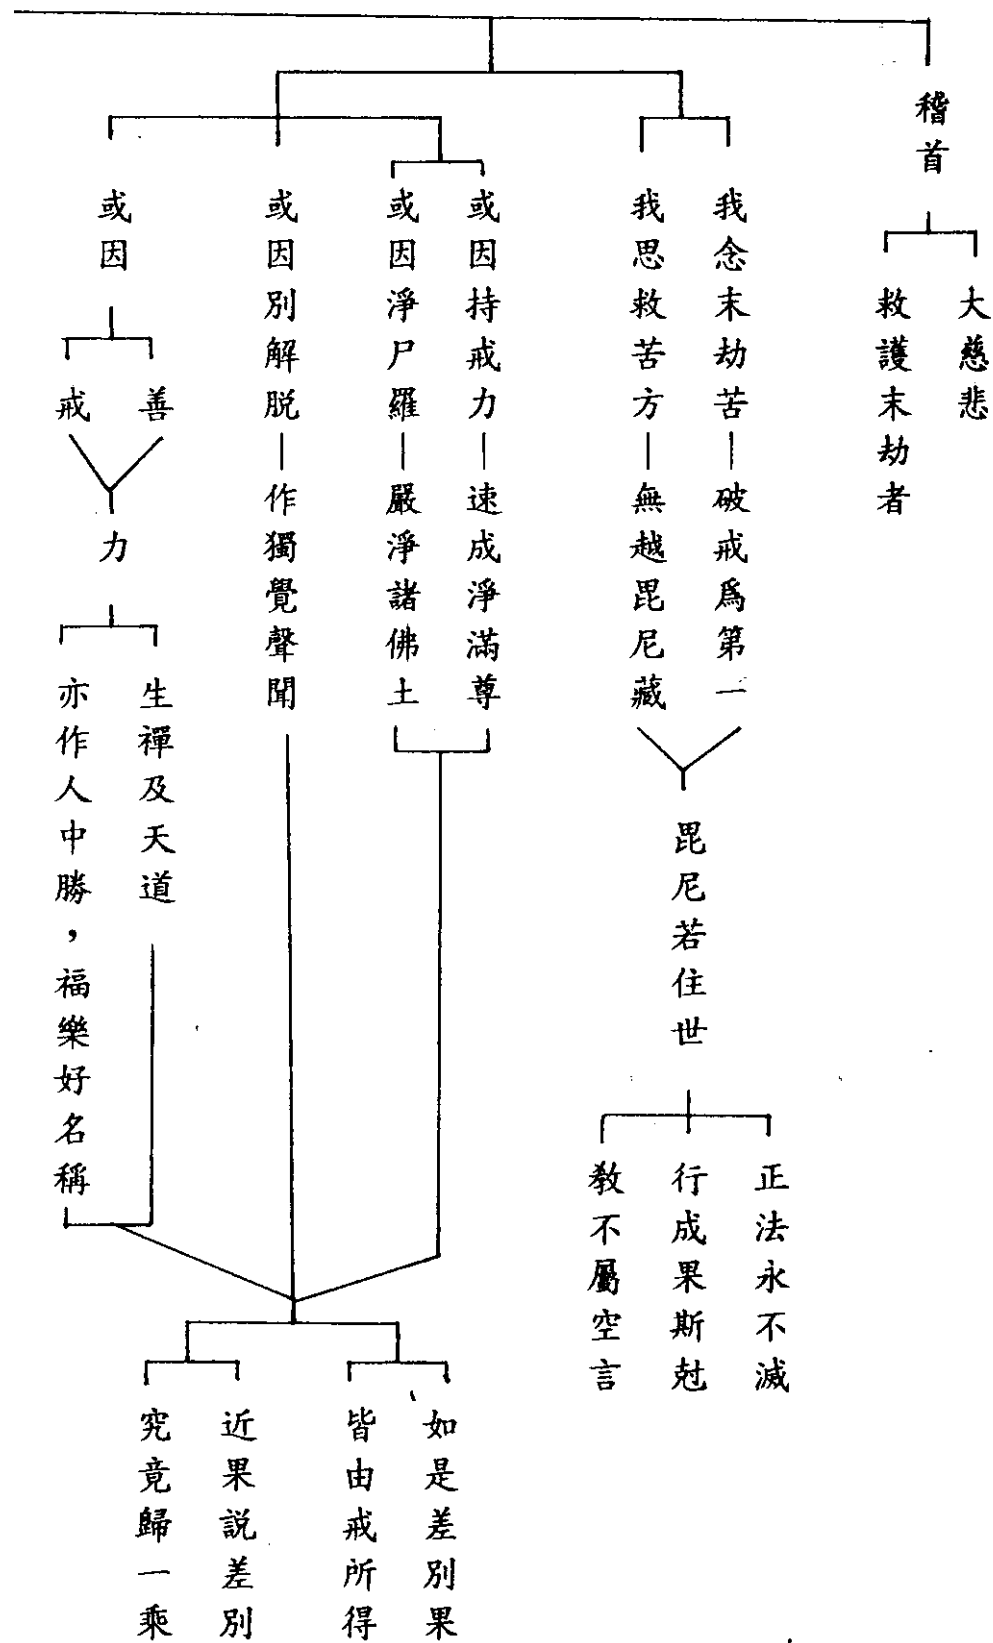 稽首
大慈悲
救護末劫者
我念末劫苦
破戒爲第一
我思救苦方
無越毘尼藏
毘尼若住世
正法永不滅
行成果斯尅
教不屬空言
或因持戒力
速成淨滿尊
或因淨尸羅
嚴淨諸佛土
或因別解脱
作獨覺聲聞
或因
善
戒
力
生禪及天道
亦作人中勝，福樂好名稱
如是差別果
皆由戒所得
近果説差別
究竟歸一乘